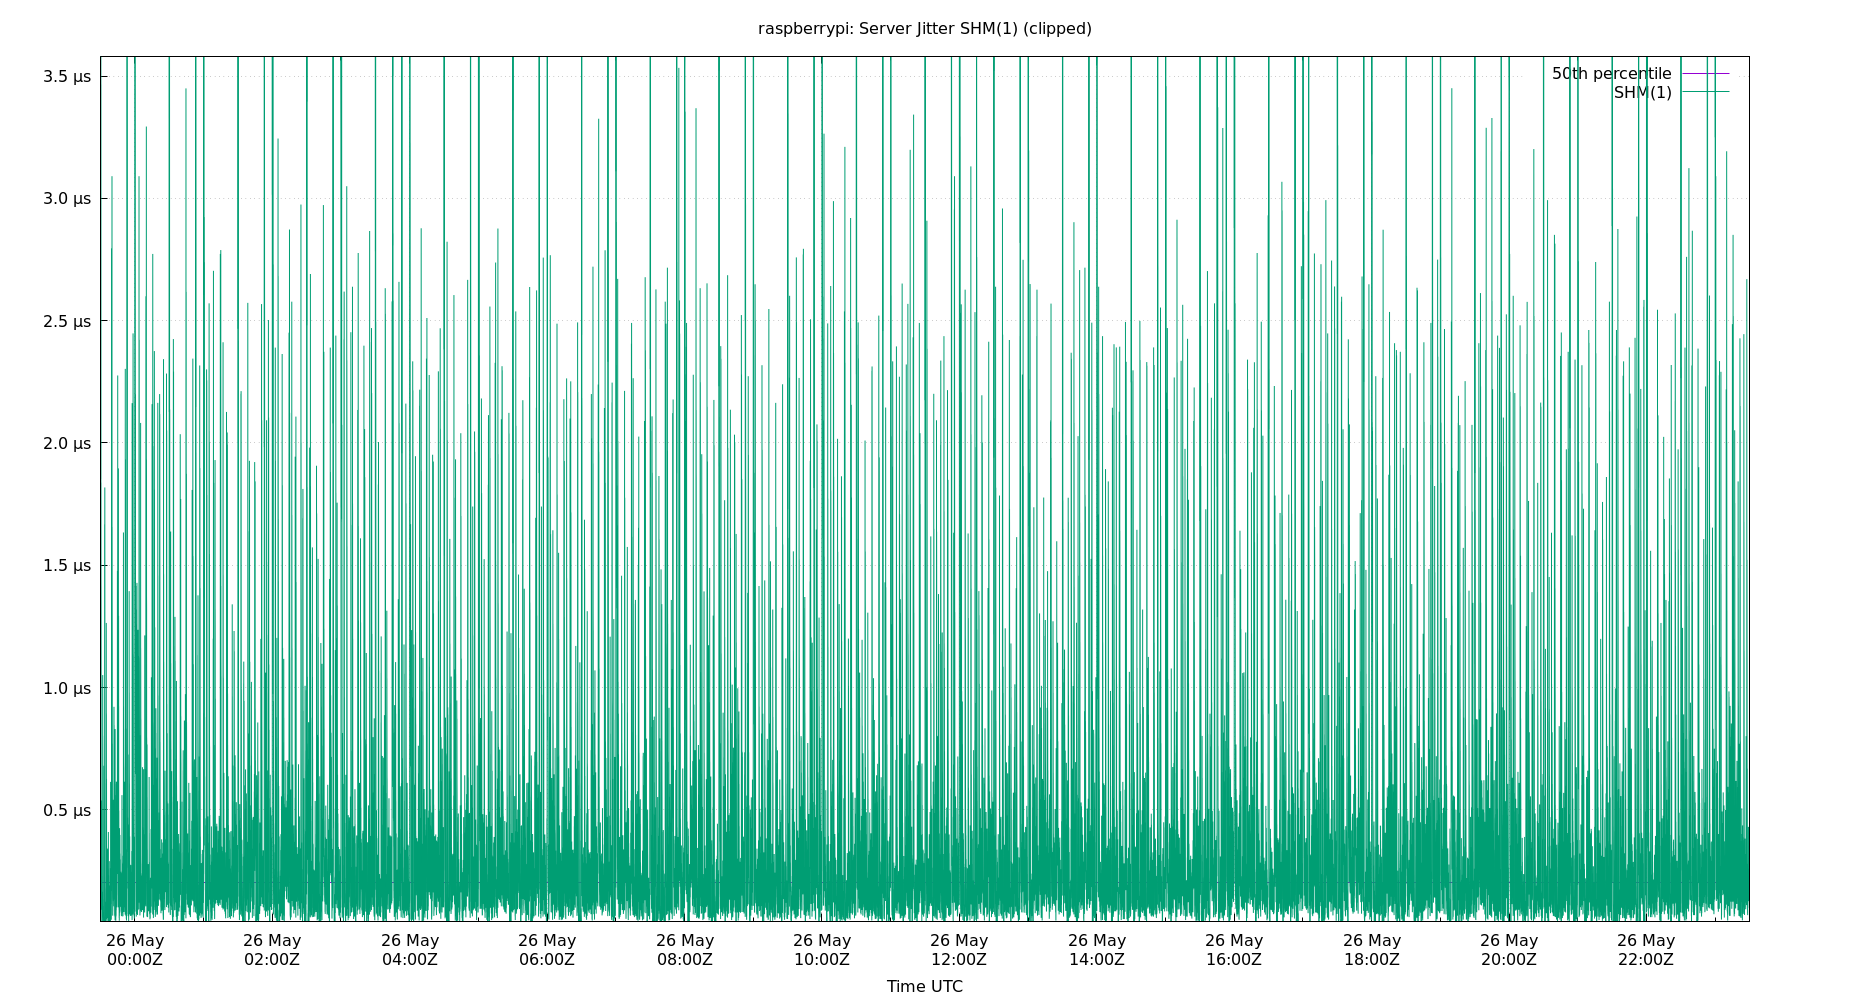 raspberrypi: Server Jitter SHM(1) (clipped)
50th percentile
SHM(1)
3.5 µs
3.0 µs
2.5 µs
2.0 µs
1.5 µs
1.0 µs
0.5 µs
26 May 26 May 26 May 26 May 26 May 26 May 26 May 26 May 26 May 26 May 26 May 26 May
00:00Z 02:00Z 04:00Z 06:00Z 08:00Z 10:00Z 12:00Z 14:00Z 16:00Z 18:00Z 20:00Z 22:00Z
Time UTC